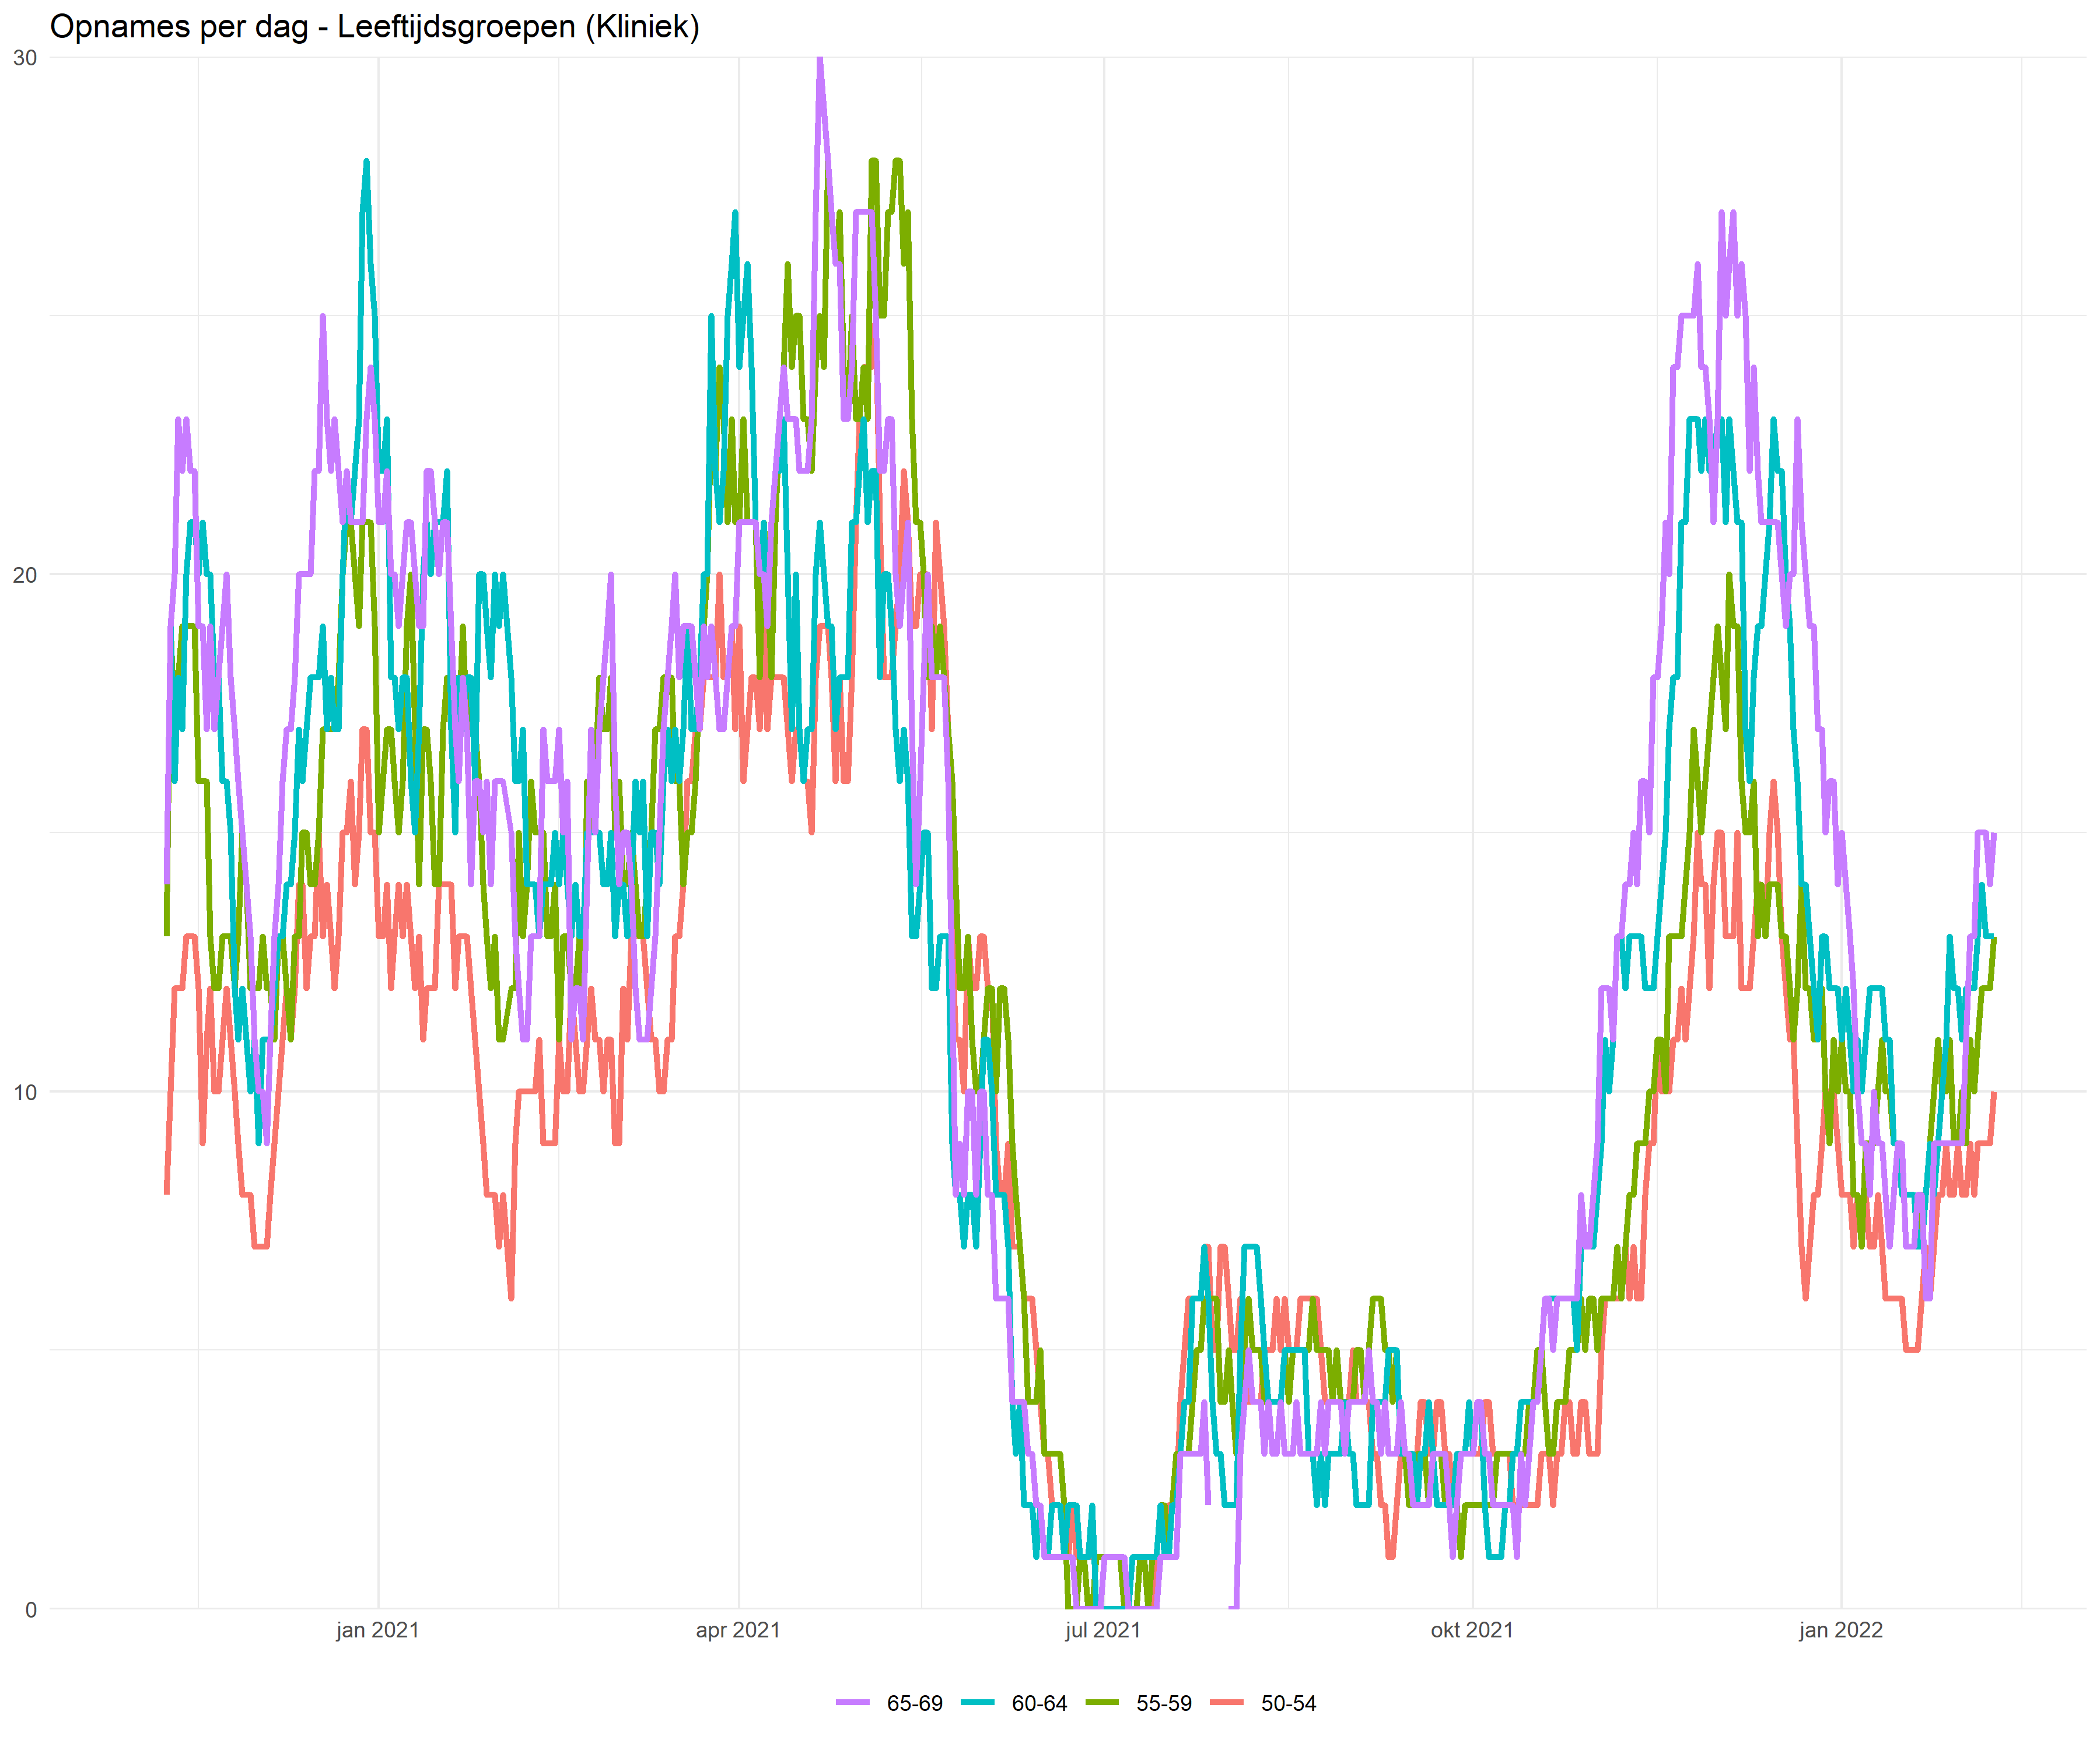 Opnames per dag - Leeftijdsgroepen (Kliniek)
30
20
10
0
jan 2021 apr 2021 jul 2021 okt 2021 jan 2022
65-69 60-64 55-59 50-54